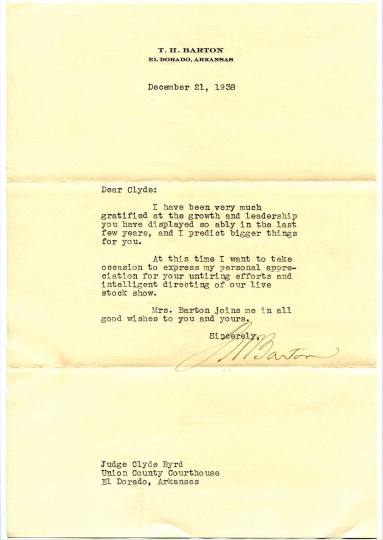 T. H. BARTON
EL DORADO, ARKANSAS
December 21, 1938
Dear Clyde:
I have been very much
gratified at the growth and leadership
you have displayed so ably in the last
few years, and I predict bigger things
for you.
At this time I want to take
occasion to express my personal appre-
ciation for your untiring efforts and
intelligent directing of our live
stock show.
Mrs. Barton joins me in all
good wishes to you and yours.
Sincerely,
T H Barton
Judge Clyde Byrd
Union County Courthouse
El Dorado, Arkansas